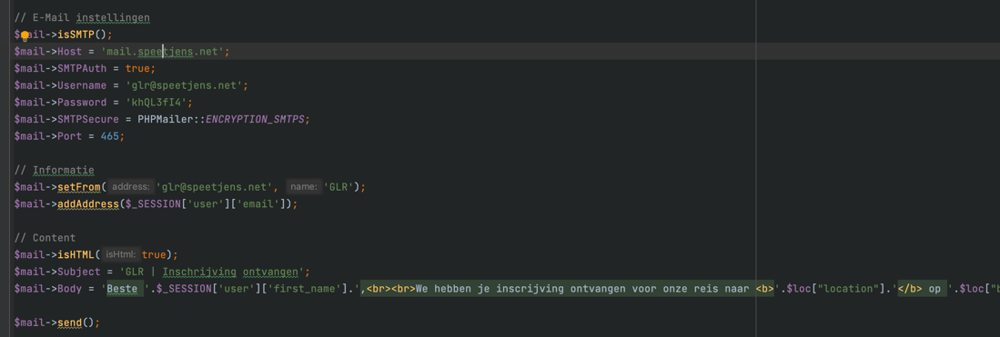 // E-Mail instellingen
$mail->isSMTP();
$mail->Host = 'mail.speetjens.net';
$mail->SMTPAuth = true;
$mail->Username = 'glr@speetjens.net';
$mail->Password = 'khQL3fI4';
$mail->SMTPSecure = PHPMailer::ENCRYPTION_SMTPS;
$mail->Port = 465;
// Informatie
$mail->setFrom( address: 'glr@speetjens.net', name: 'GLR');
$mail->addAddress($_SESSION['user']['email']);
// Content
$mail->isHTML( isHtml: true);
$mail->Subject = 'GLR | Inschrijving ontvangen';
$mail->Body = 'Beste '.$_SESSION['user']['first_name'].',<br><br>We hebben je inscrijving ontvangen voor onze reis naar <b>'.$loc["location"].'</b> op '.$loc["b
$mail->send();